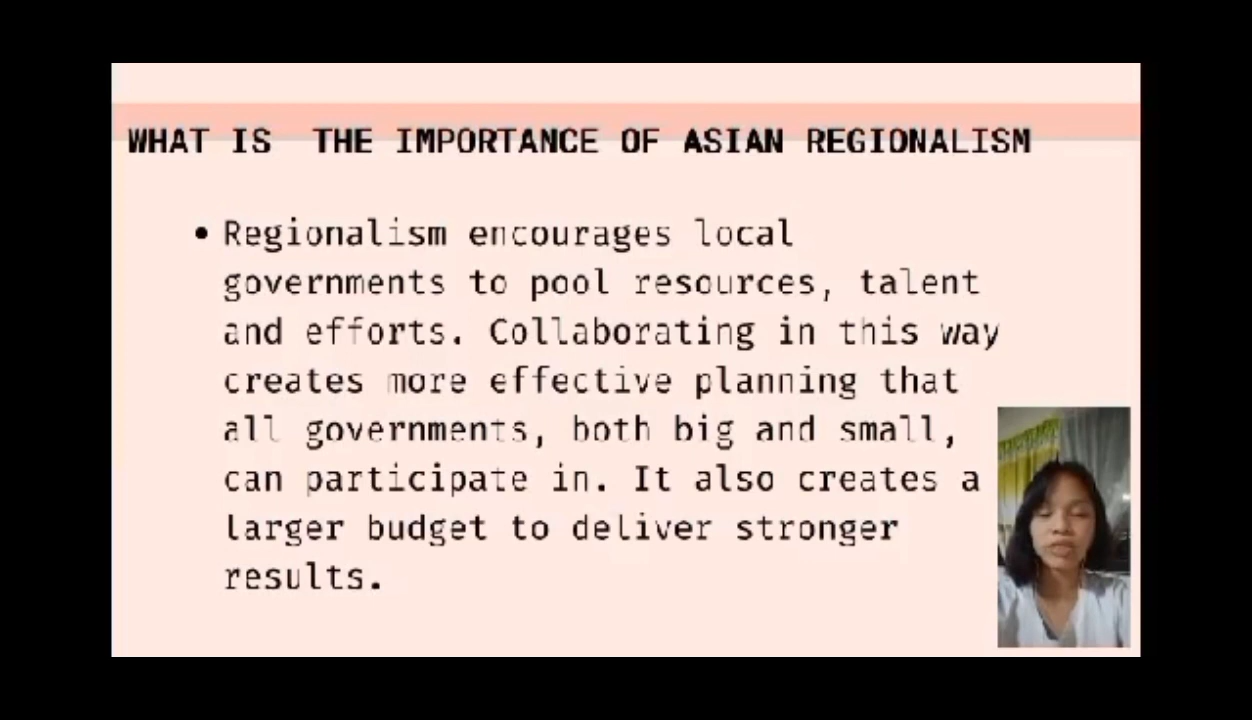 WHAT IS THE IMPORTANCE OF ASIAN REGIONALISM
• Regionalism encourages local
governments to pool resources, talent
and efforts. Collaborating in this way
creates more effective planning that
all governments, both big and small,
can participate in. It also creates a
larger budget to deliver stronger
results.